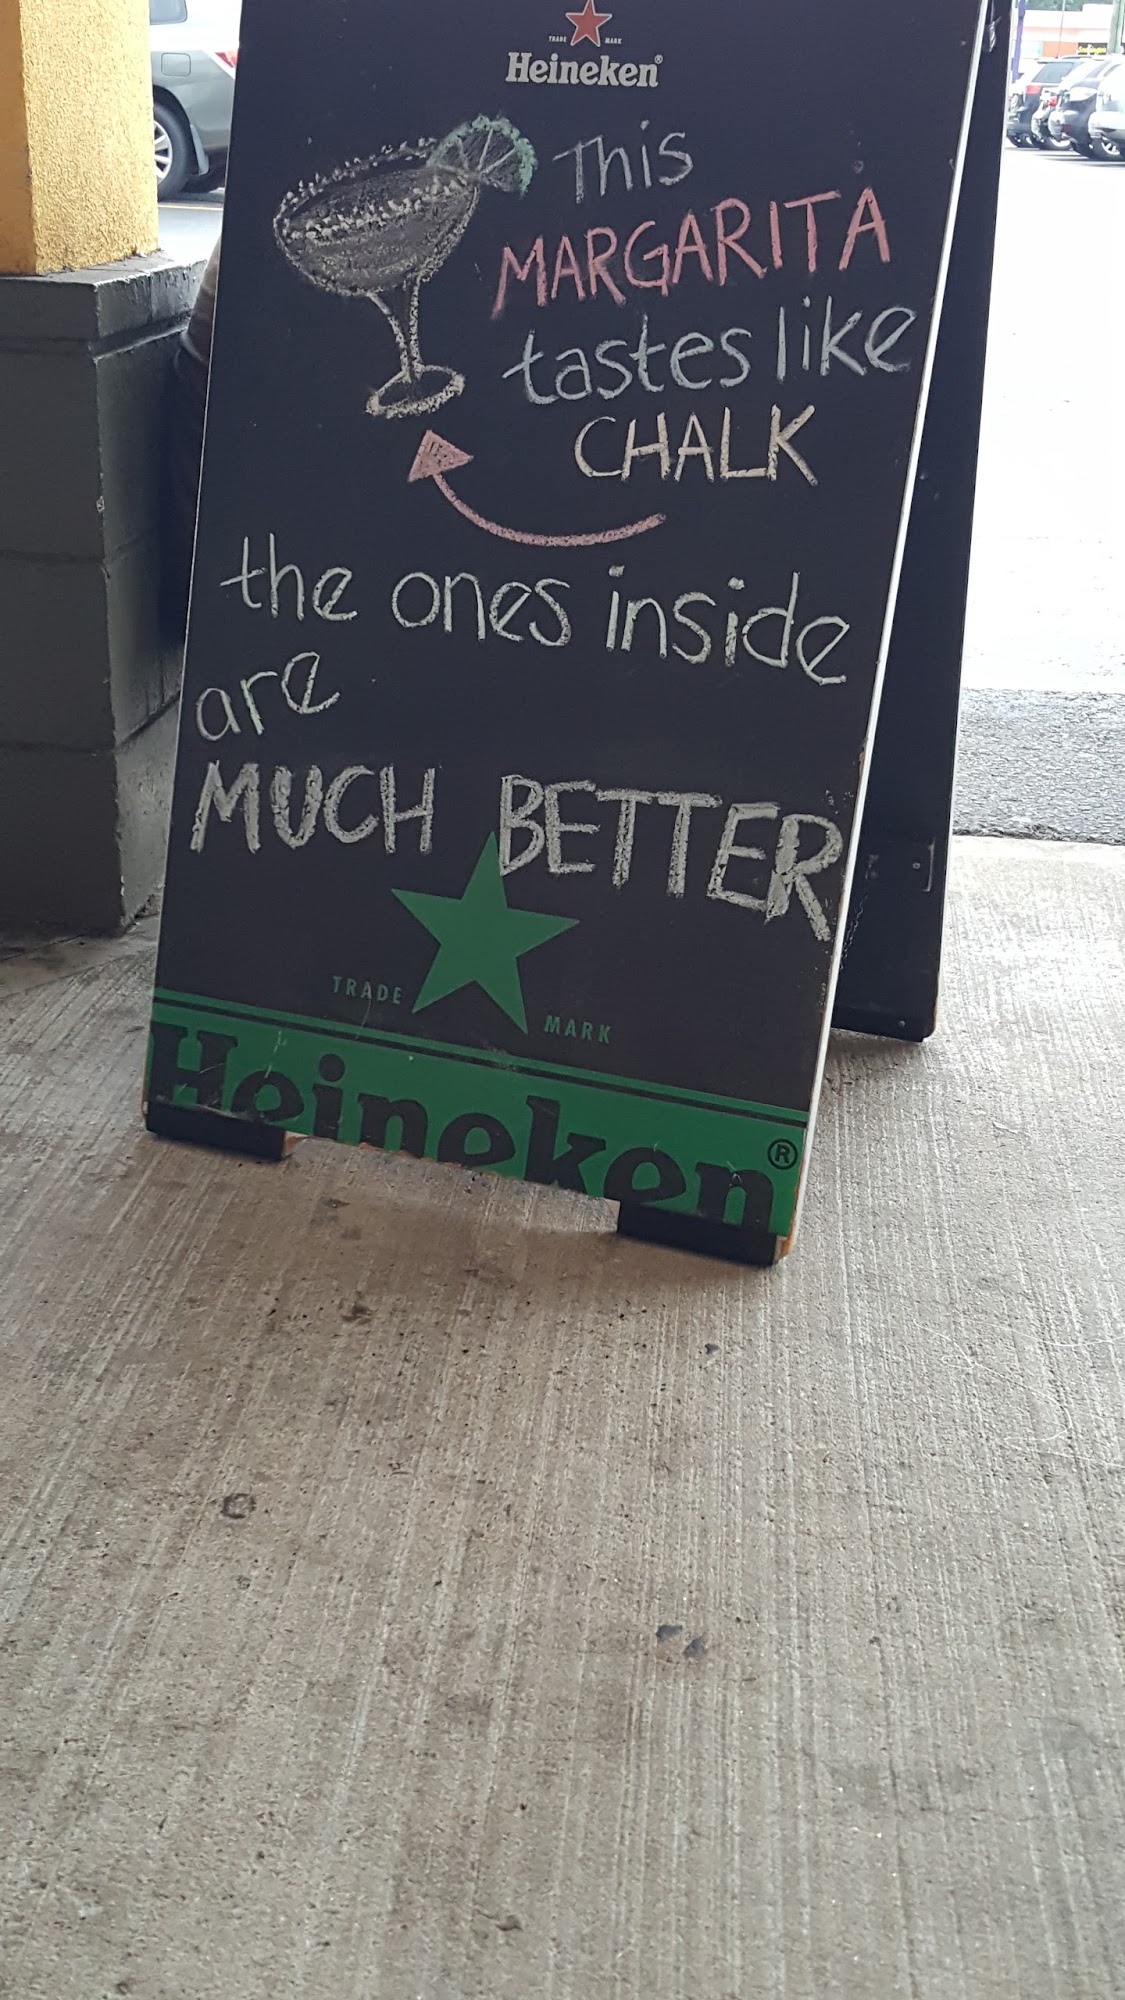 TRADE MARK
Heineken®
This
MARGARITA
tastes like
CHALK
the ones inside
are
MUCH BETTER
TRADE MARK
Heineken®